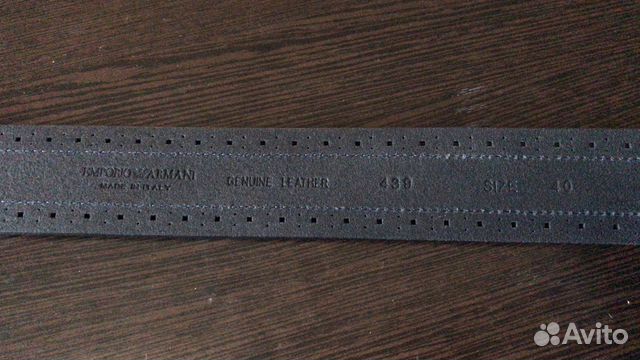 EMPORIO ARMANI
MADE IN ITALY
GENUINE LEATHER
439
SIZE 40
Avito